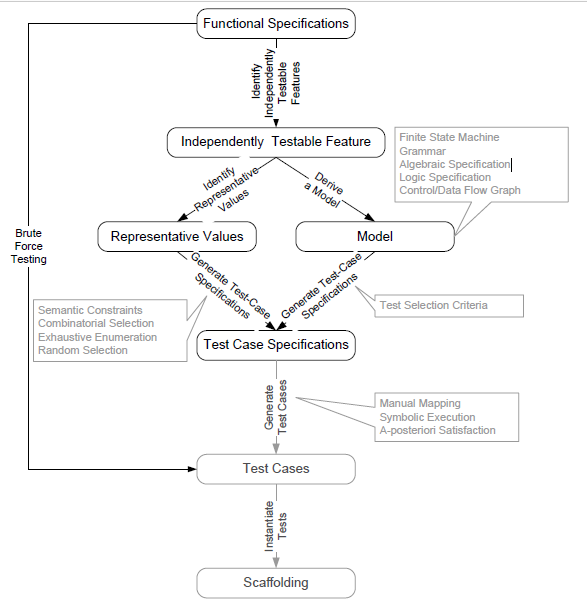 Functional Specifications
Identify
Independently
Testable
Features
Independently Testable Feature
Finite State Machine
Grammar
Algebraic Specification
Logic Specification
Control/Data Flow Graph
Identify
Representative
Values
Derive
a Model
Brute
Force
Testing
Representative Values
Model
Generate Test-Case
Specifications
Generate Test-Case
Specifications
Semantic Constraints
Combinatorial Selection
Exhaustive Enumeration
Random Selection
Test Selection Criteria
Test Case Specifications
Generate
Test Cases
Manual Mapping
Symbolic Execution
A-posteriori Satisfaction
Test Cases
Instantiate
Tests
Scaffolding